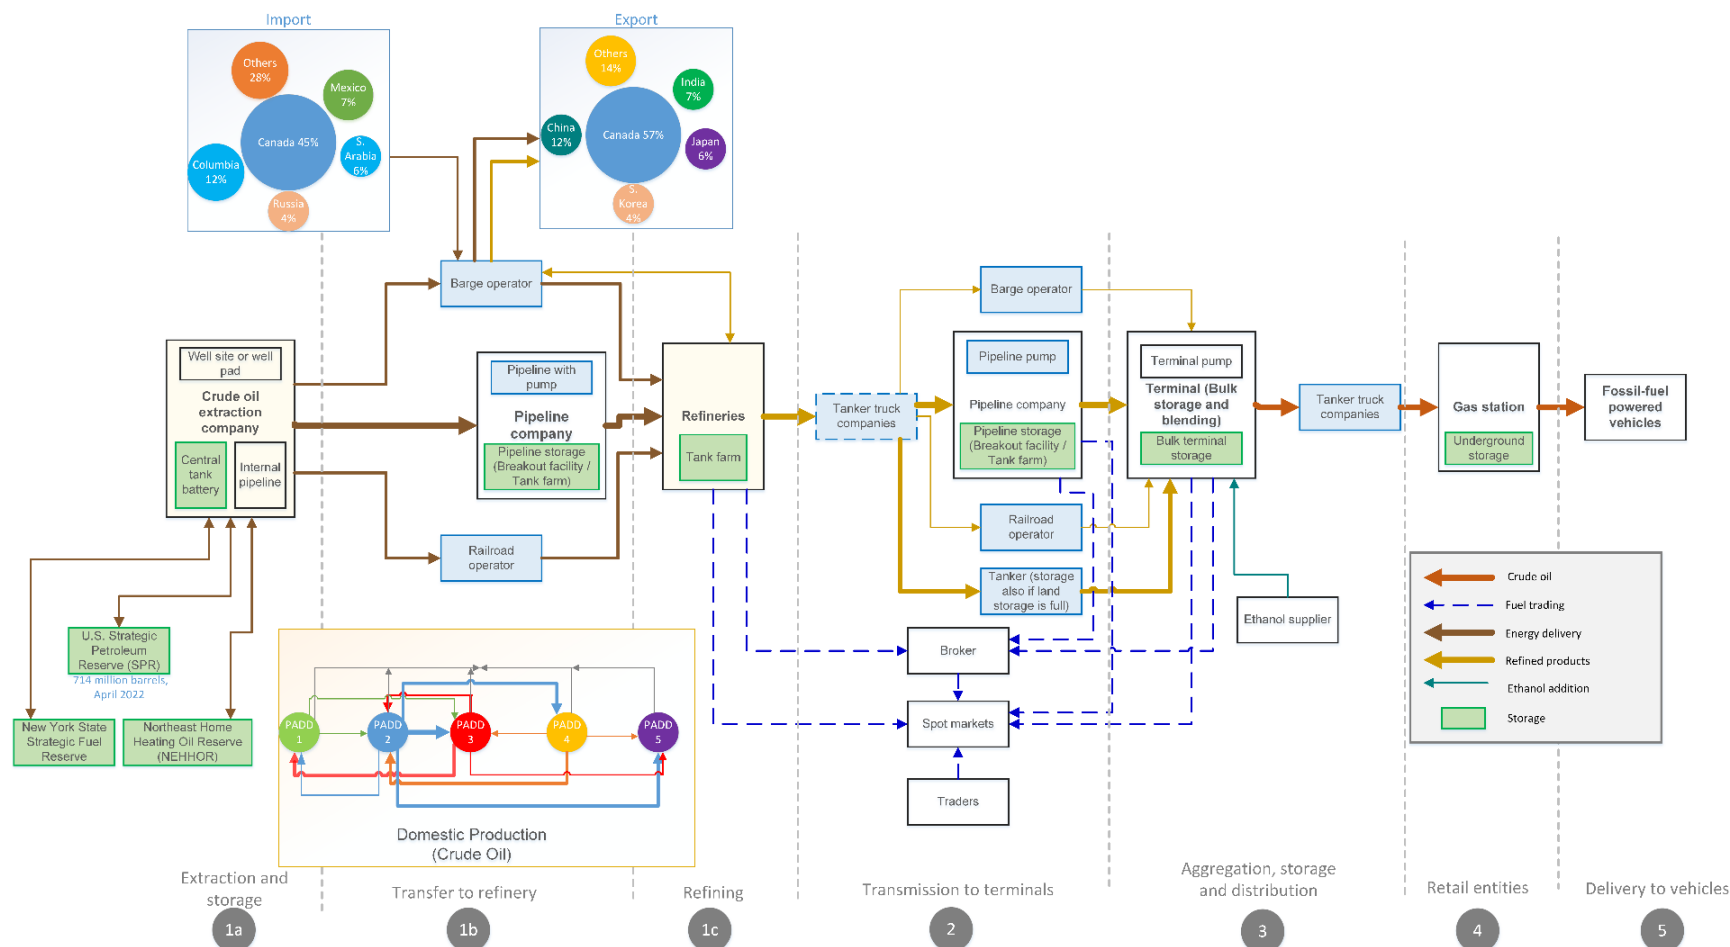 Import
Export
Others
28%
Mexico
7%
Canada 45%
S.
Arabia
6%
Columbia
12%
Russia
4%
Others
14%
India
7%
China
12%
Canada 57%
Japan
6%
S.
Korea
4%
Barge operator
Well site or well
pad
Crude oil
extraction
company
Central
tank
battery
Internal
pipeline
Pipeline with
pump
Pipeline
company
Pipeline storage
(Breakout facility /
Tank farm)
Railroad
operator
Refineries
Tank farm
Tanker truck
companies
Barge operator
Pipeline pump
Pipeline company
Pipeline storage
(Breakout facility /
Tank farm)
Railroad
operator
Tanker (storage
also if land
storage is full)
Broker
Spot markets
Traders
Terminal pump
Terminal (Bulk
storage and
blending)
Bulk terminal
storage
Ethanol supplier
Tanker truck
companies
Gas station
Underground
storage
Fossil-fuel
powered
vehicles
U.S. Strategic
Petroleum
Reserve (SPR)
714 million barrels,
April 2022
New York State
Strategic Fuel
Reserve
Northeast Home
Heating Oil Reserve
(NEHHOR)
PADD
1
PADD
2
PADD
3
PADD
4
PADD
5
Domestic Production
(Crude Oil)
Crude oil
Fuel trading
Energy delivery
Refined products
Ethanol addition
Storage
Extraction and
storage
1a
Transfer to refinery
1b
Refining
1c
Transmission to terminals
2
Aggregation, storage
and distribution
3
Retail entities
4
Delivery to vehicles
5